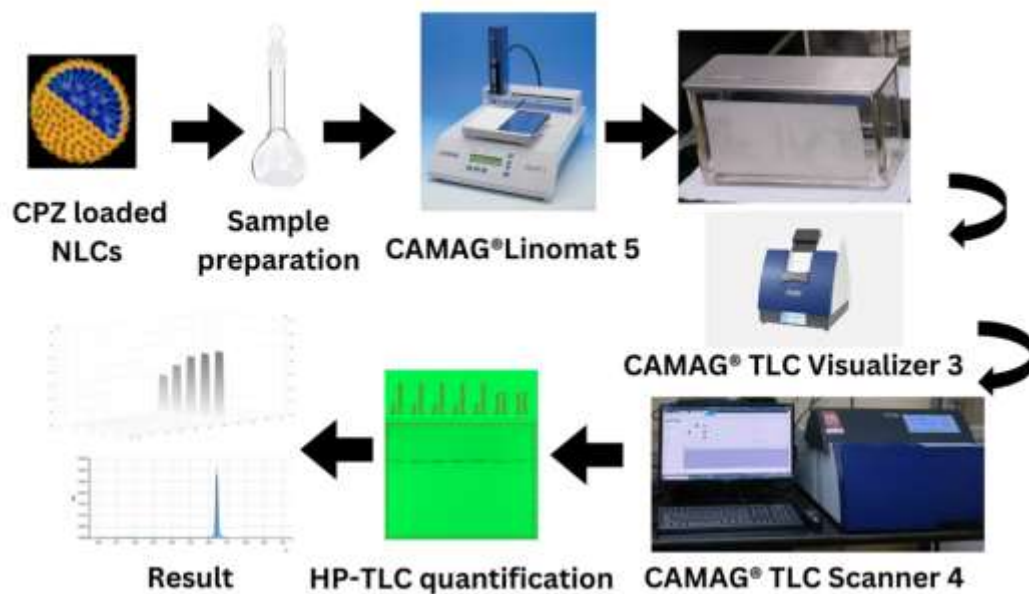 CPZ loaded
NLCs
Sample
preparation
CAMAG®Linomat 5
CAMAG® TLC Visualizer 3
CAMAG® TLC Scanner 4
HP-TLC quantification
Result